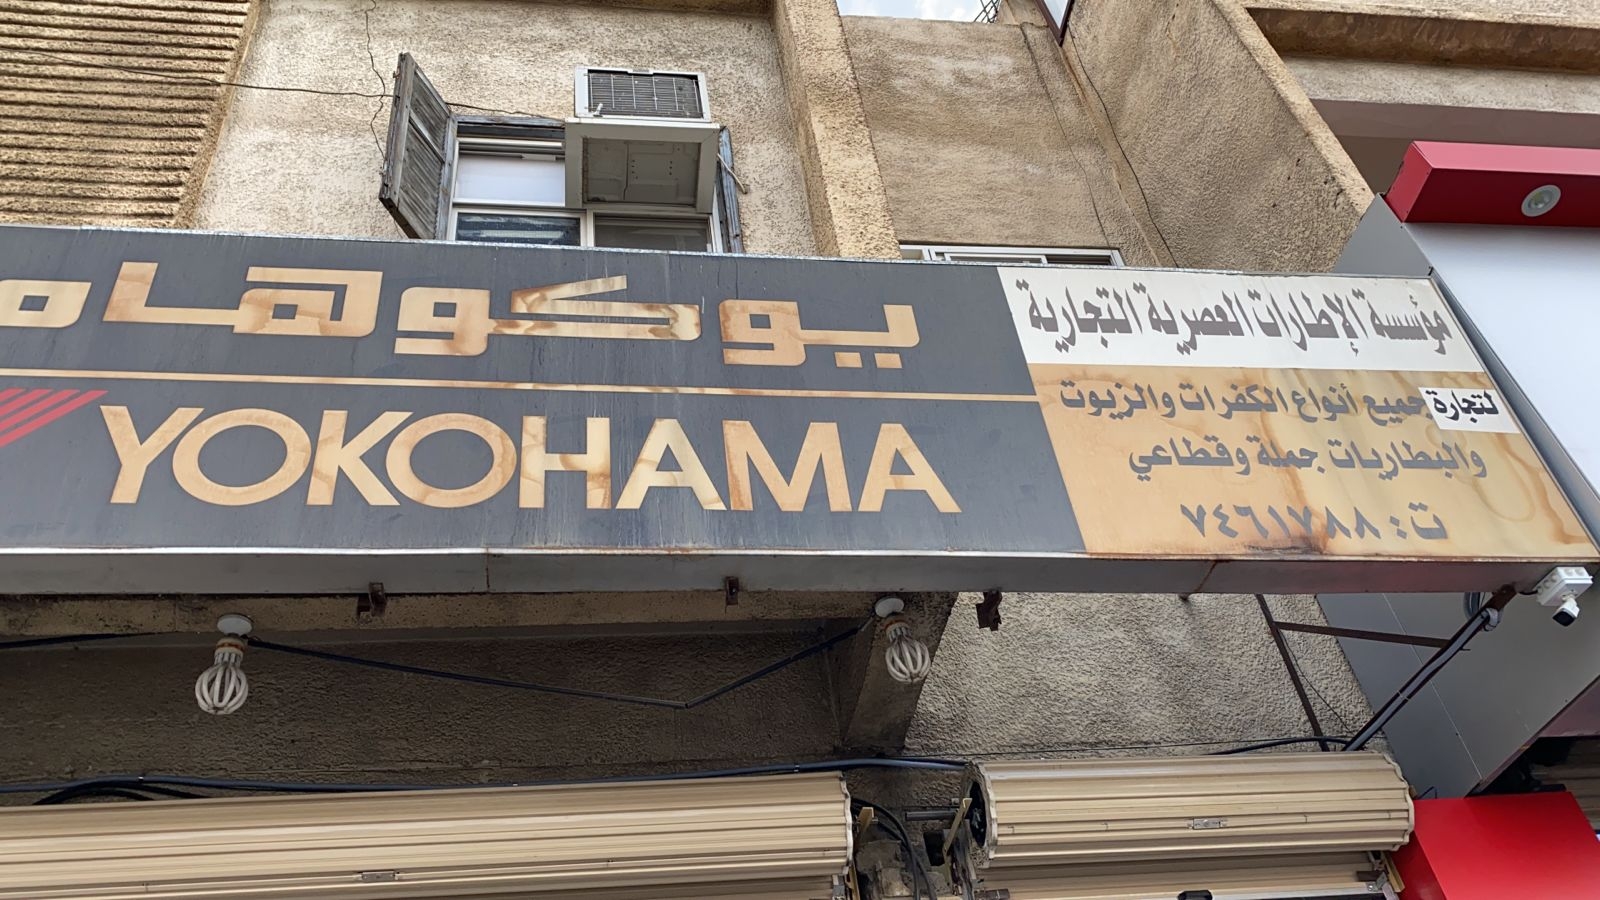 يوكوهاما
YOKOHAMA
مؤسسة الإطارات العصرية التجارية
لتجارة جميع أنواع الكفرات والزيوت
والبطاريات جملة وقطاعي
ت: ٧٤٦١٧٨٨